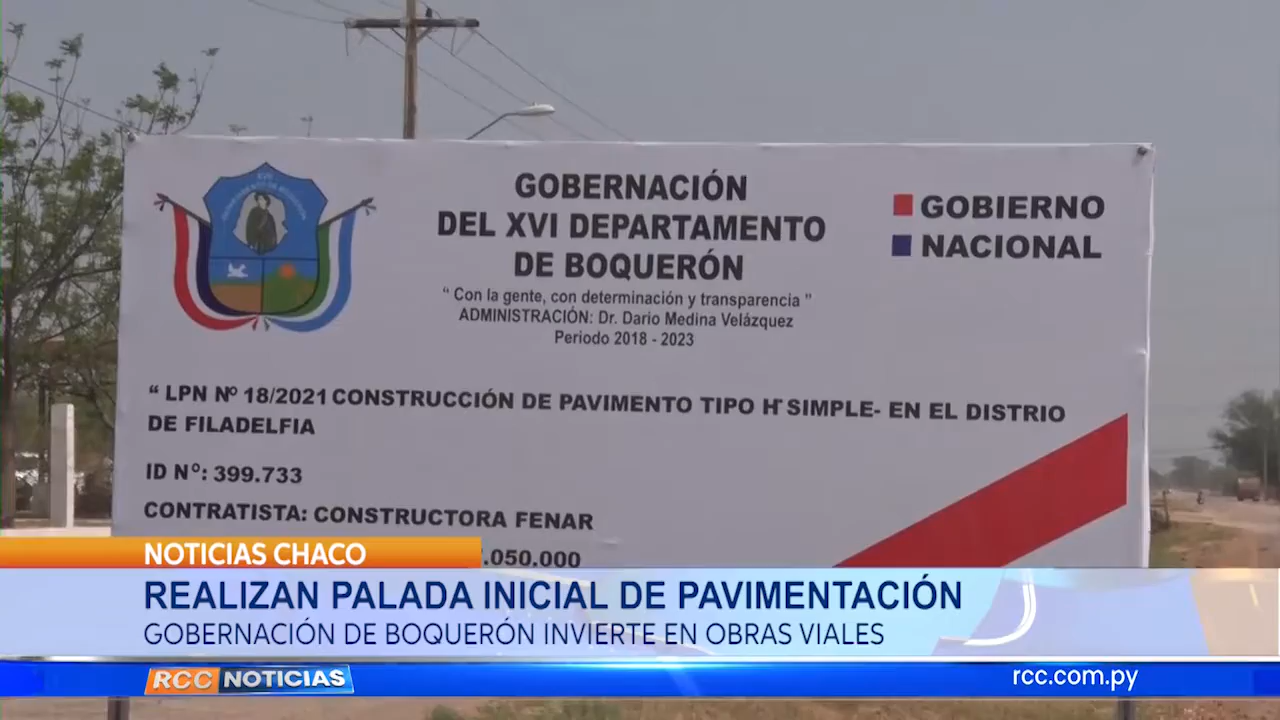 GOBERNACIÓN
DEL XVI DEPARTAMENTO
DE BOQUERÓN
“ Con la gente, con determinación y transparencia ”
ADMINISTRACIÓN: Dr. Dario Medina Velázquez
Periodo 2018 - 2023
GOBIERNO
NACIONAL
“ LPN Nº 18/2021 CONSTRUCCIÓN DE PAVIMENTO TIPO H¨ SIMPLE- EN EL DISTRIO
DE FILADELFIA
ID Nº: 399.733
CONTRATISTA: CONSTRUCTORA FENAR
.050.000
NOTICIAS CHACO
REALIZAN PALADA INICIAL DE PAVIMENTACIÓN
GOBERNACIÓN DE BOQUERÓN INVIERTE EN OBRAS VIALES
RCC NOTICIAS
rcc.com.py